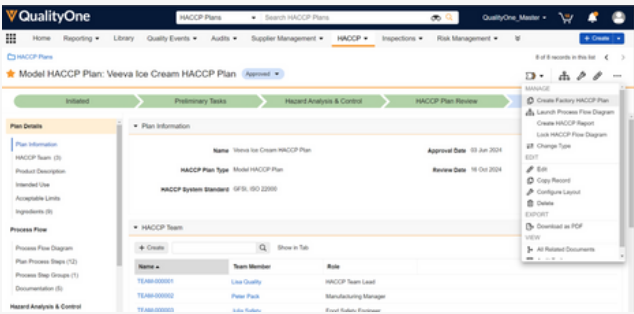 QualityOne
HACCP Plans
Search HACCP Plans
QualityOne_Master
Home Reporting Library Quality Events Audits Supplier Management HACCP Inspections Risk Management
+ Create
HACCP Plans
6 of 8 records in this list
Model HACCP Plan: Veeva Ice Cream HACCP Plan Approved
Initiated Preliminary Tasks Hazard Analysis & Control HACCP Plan Review
MANAGE
Create Factory HACCP Plan
Launch Process Flow Diagram
Create HACCP Report
Lock HACCP Flow Diagram
Change Type
EDIT
Edit
Copy Record
Configure Layout
Delete
EXPORT
Download as PDF
VIEW
All Related Documents
Plan Details
Plan Information
HACCP Team (3)
Product Description
Intended Use
Acceptable Limits
Ingredients (9)
Process Flow
Process Flow Diagram
Plan Process Steps (12)
Process Step Groups (1)
Documentation (5)
Hazard Analysis & Control
Plan Information
Name Veeva Ice Cream HACCP Plan
Approval Date 03 Jun 2024
HACCP Plan Type Model HACCP Plan
Review Date 16 Oct 2024
HACCP System Standard GFSI, ISO 22000
HACCP Team
+ Create
Show in Tab
Name Team Member Role
TEAM-000001 Lisa Quality HACCP Team Lead
TEAM-000002 Peter Pack Manufacturing Manager
TEAM-000003 Julia Safety Food Safety Engineer